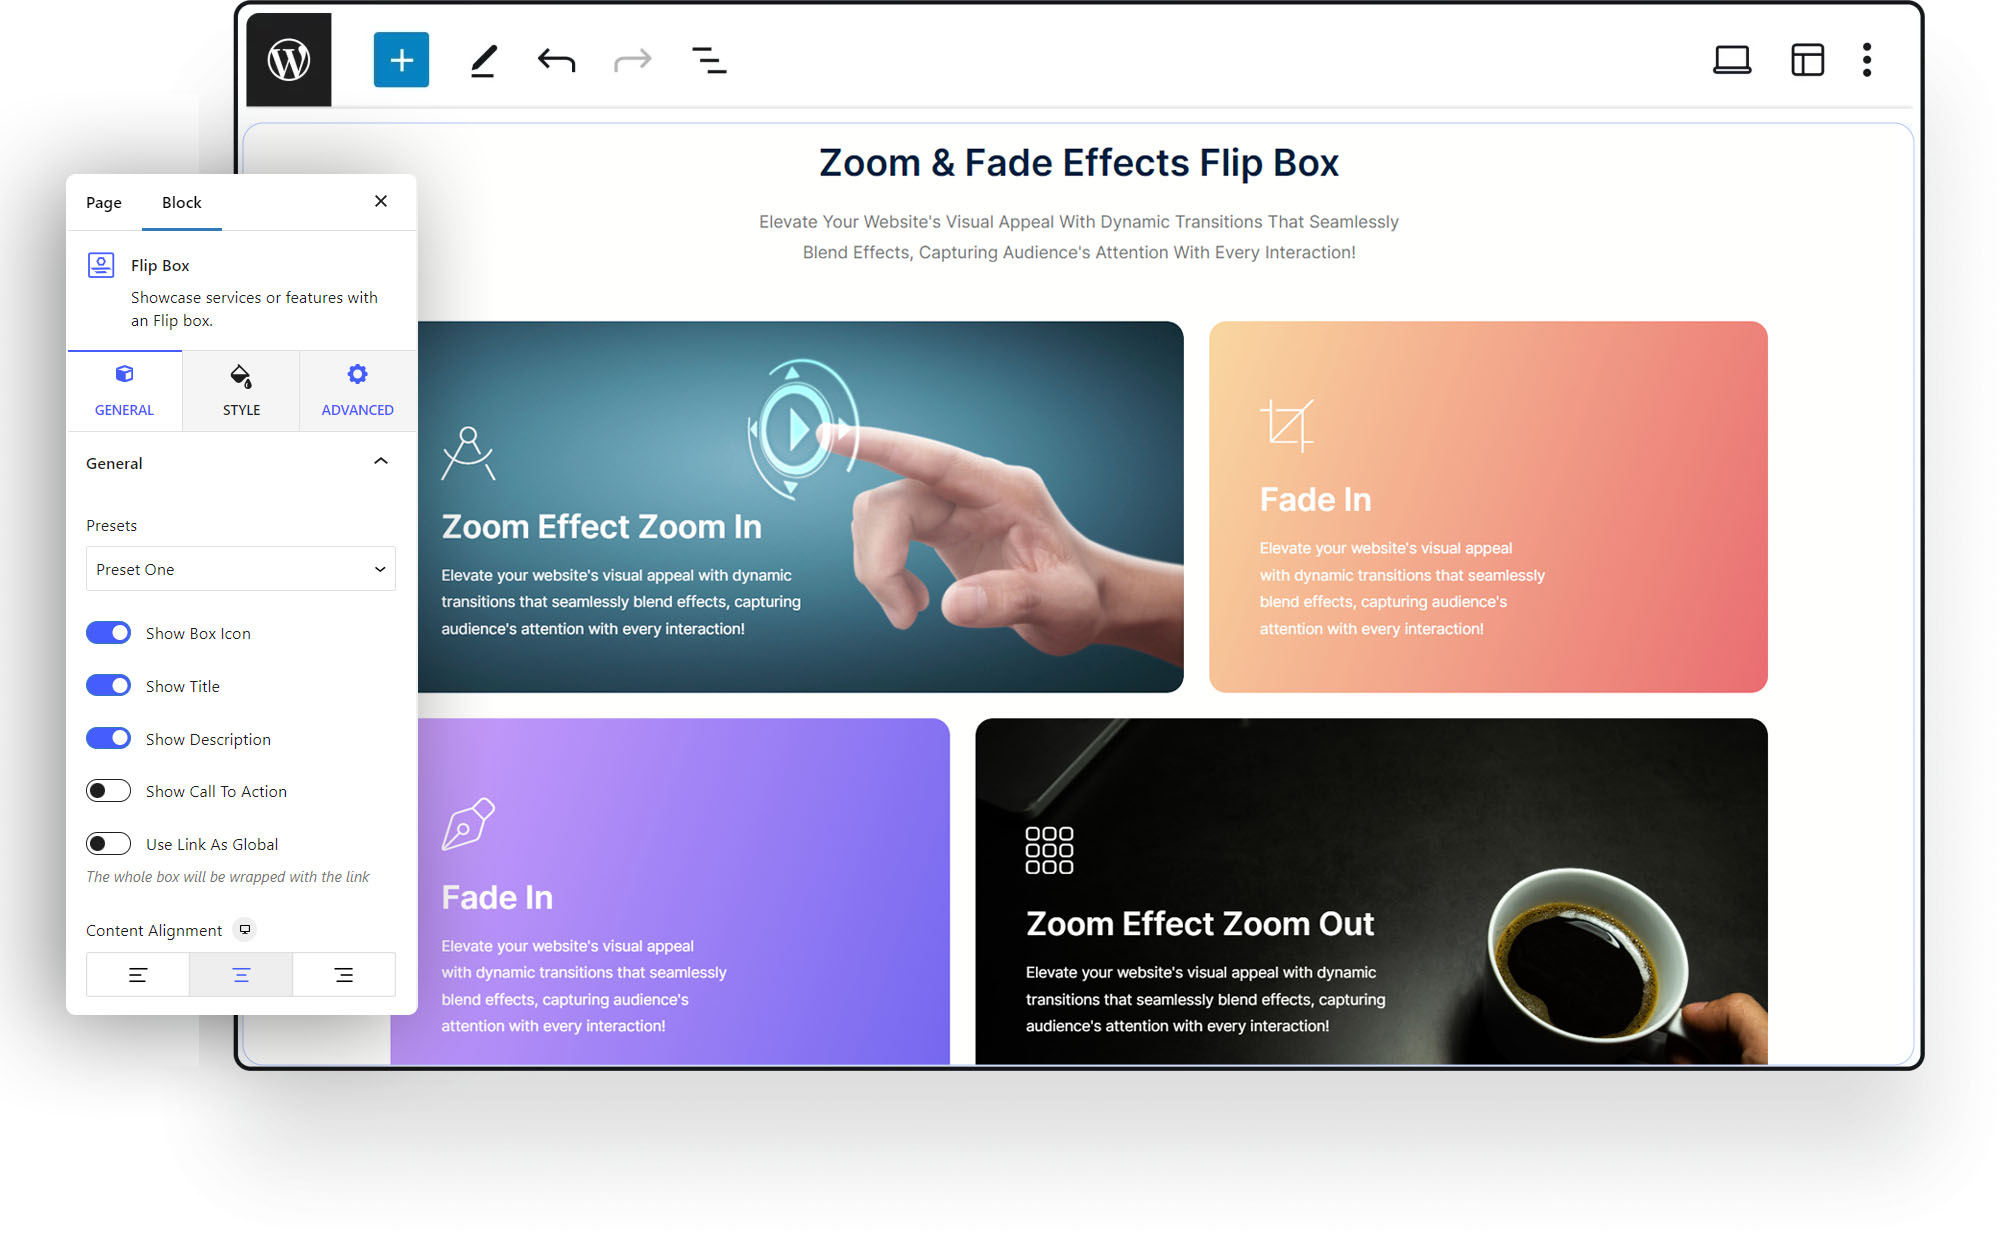 Zoom & Fade Effects Flip Box
Elevate Your Website's Visual Appeal With Dynamic Transitions That Seamlessly
Blend Effects, Capturing Audience's Attention With Every Interaction!
Page
Block
Flip Box
Showcase services or features with
an Flip box.
GENERAL
STYLE
ADVANCED
General
Presets
Preset One
Show Box Icon
Show Title
Show Description
Show Call To Action
Use Link As Global
The whole box will be wrapped with the link
Content Alignment
Zoom Effect Zoom In
Elevate your website's visual appeal with dynamic
transitions that seamlessly blend effects, capturing
audience's attention with every interaction!
Fade In
Elevate your website's visual appeal
with dynamic transitions that seamlessly
blend effects, capturing audience's
attention with every interaction!
Fade In
Elevate your website's visual appeal
with dynamic transitions that seamlessly
blend effects, capturing audience's
attention with every interaction!
Zoom Effect Zoom Out
Elevate your website's visual appeal with dynamic
transitions that seamlessly blend effects, capturing
audience's attention with every interaction!